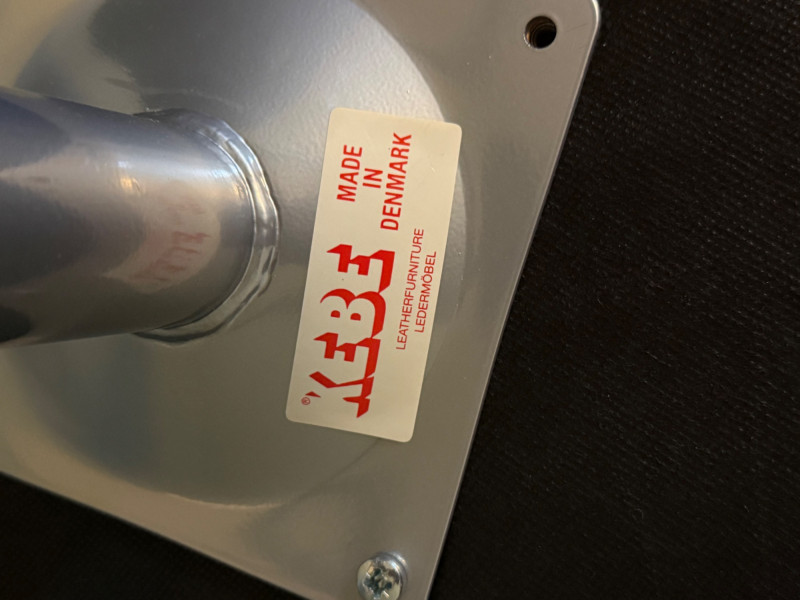 ®KEBE
MADE
IN
DENMARK
LEATHERFURNITURE
LEDERMÖBEL